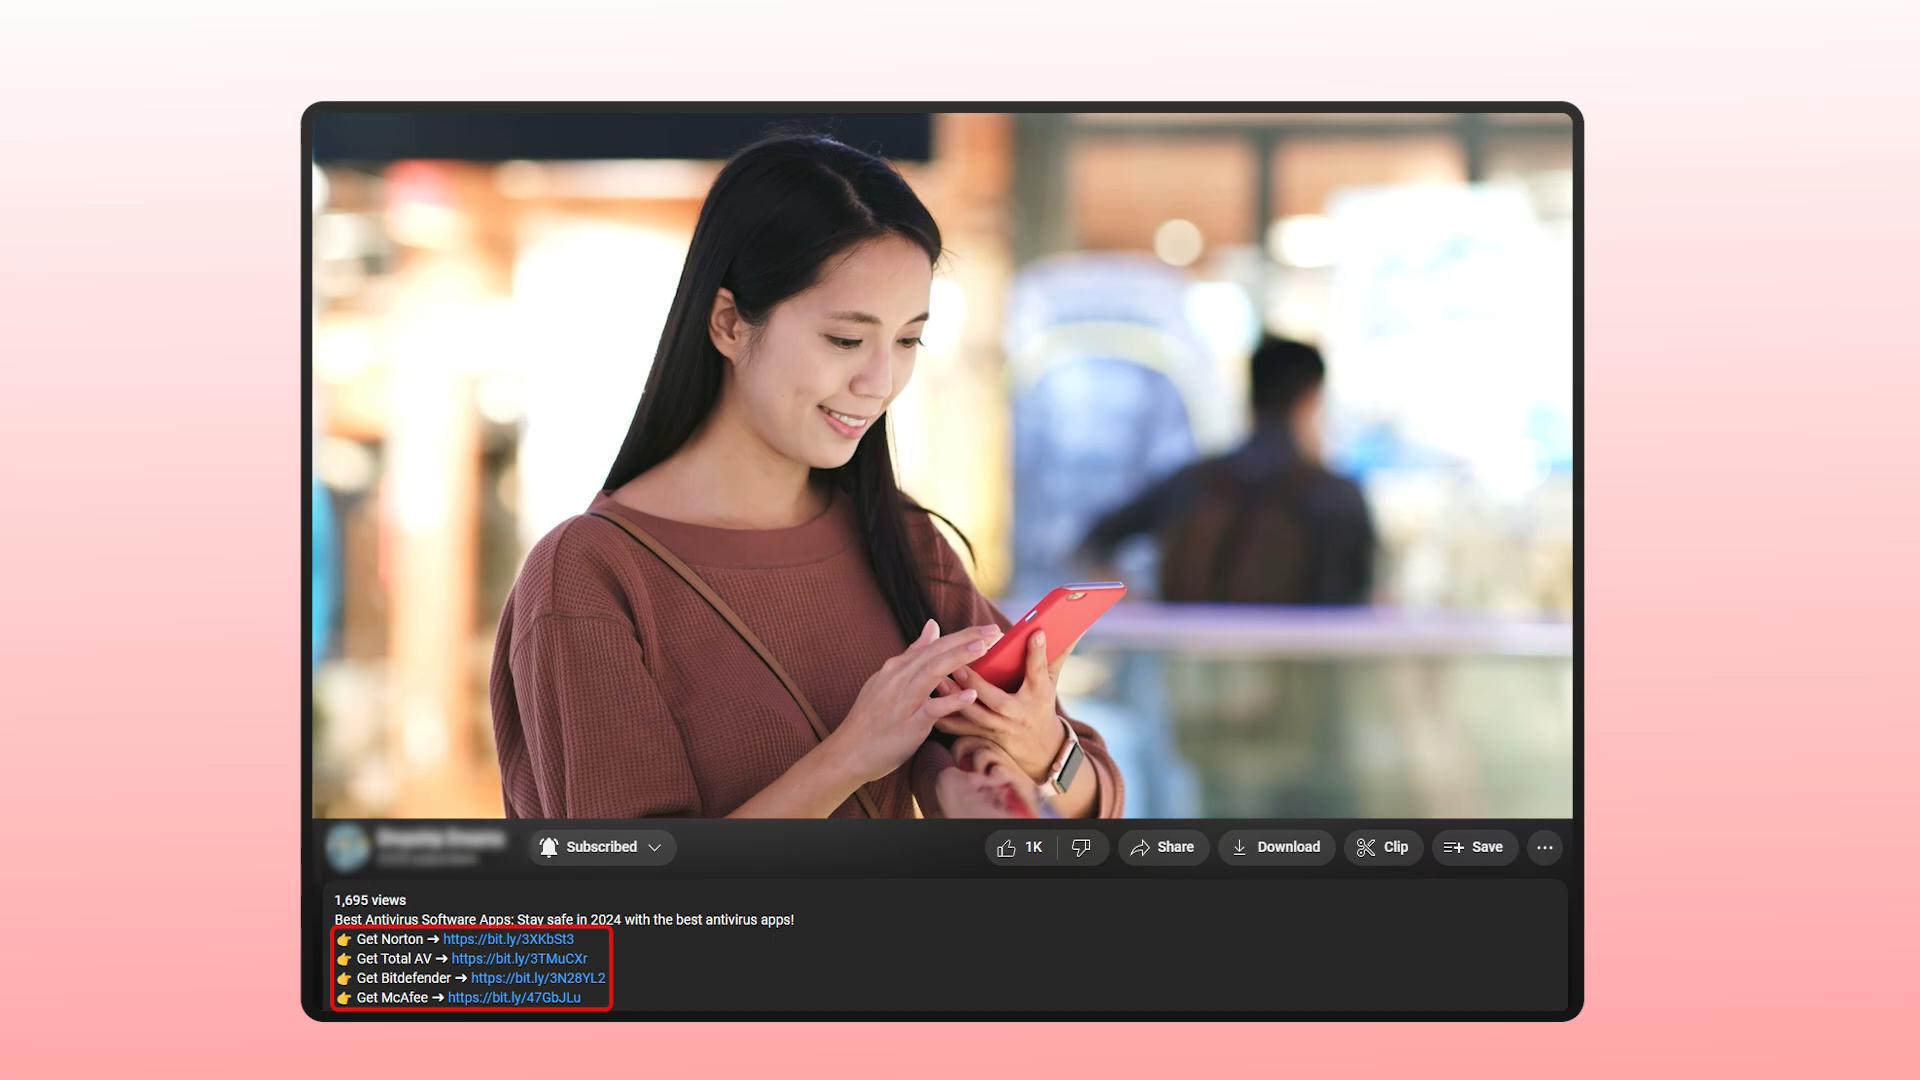 Subscribed
1K
Share
Download
Clip
Save
1,695 views
Best Antivirus Software Apps: Stay safe in 2024 with the best antivirus apps!
👉 Get Norton ➜ https://bit.ly/3XKbSt3
👉 Get Total AV ➜ https://bit.ly/3TMuCXr
👉 Get Bitdefender ➜ https://bit.ly/3N28YL2
👉 Get McAfee ➜ https://bit.ly/47GbJLu